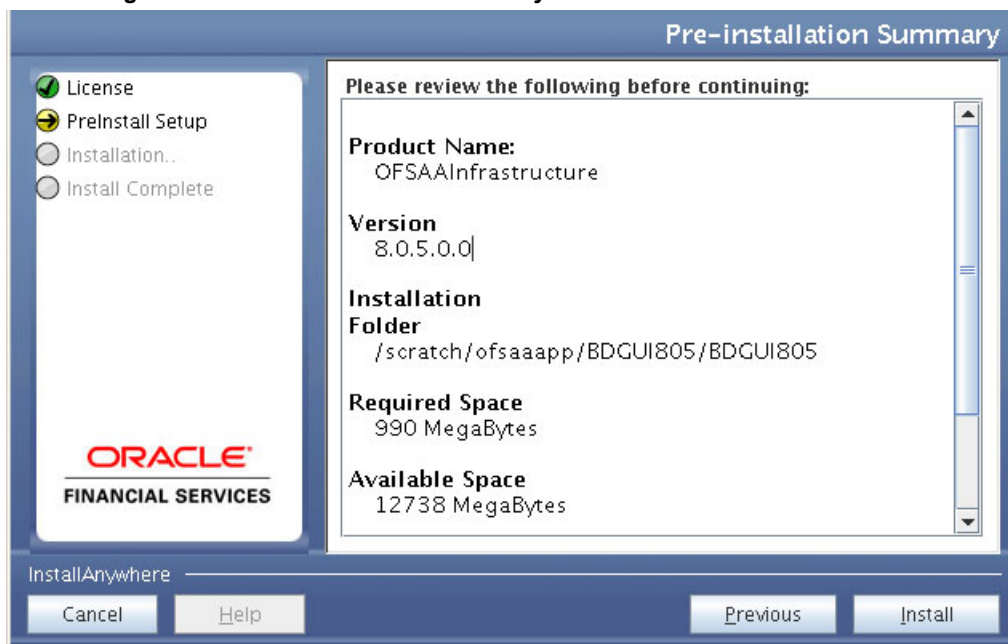 Pre-installation Summary
License
PreInstall Setup
Installation..
Install Complete
ORACLE
FINANCIAL SERVICES
Please review the following before continuing:
Product Name:
OFSAAInfrastructure
Version
8.0.5.0.0
Installation
Folder
/scratch/ofsaaapp/BDGUI805/BDGUI805
Required Space
990 MegaBytes
Available Space
12738 MegaBytes
InstallAnywhere
Cancel
Help
Previous
Install